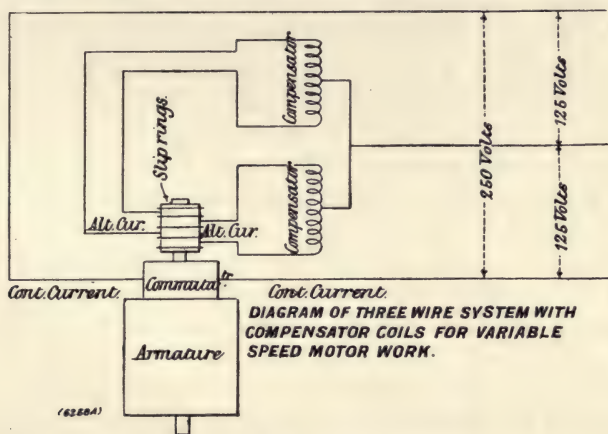 Compensator
Slip rings.
250 Volts
125 Volts
Compensator
125 Volts
Alt. Cur.
Alt. Cur.
Commutatr
Cont. Current.
Cont. Current.
DIAGRAM OF THREE WIRE SYSTEM WITH
COMPENSATOR COILS FOR VARIABLE
SPEED MOTOR WORK.
Armature
(6258A)